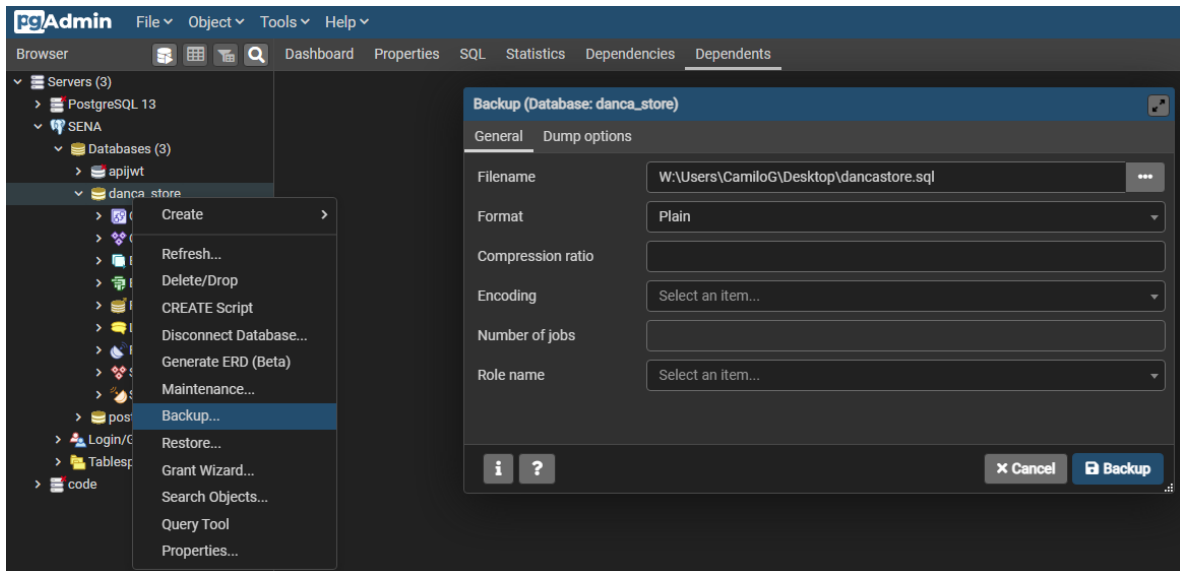 pgAdmin File Object Tools Help
Browser Dashboard Properties SQL Statistics Dependencies Dependents
Servers (3)
PostgreSQL 13
SENA
Databases (3)
apijwt
danca_store
Create
Refresh...
Delete/Drop
CREATE Script
Disconnect Database...
Generate ERD (Beta)
Maintenance...
Backup...
Restore...
Grant Wizard...
Search Objects...
Query Tool
Properties...
Login/G
Tablesp
code
Backup (Database: danca_store)
General Dump options
Filename W:\Users\CamiloG\Desktop\dancastore.sql
Format Plain
Compression ratio
Encoding Select an item...
Number of jobs
Role name Select an item...
i ? Cancel Backup